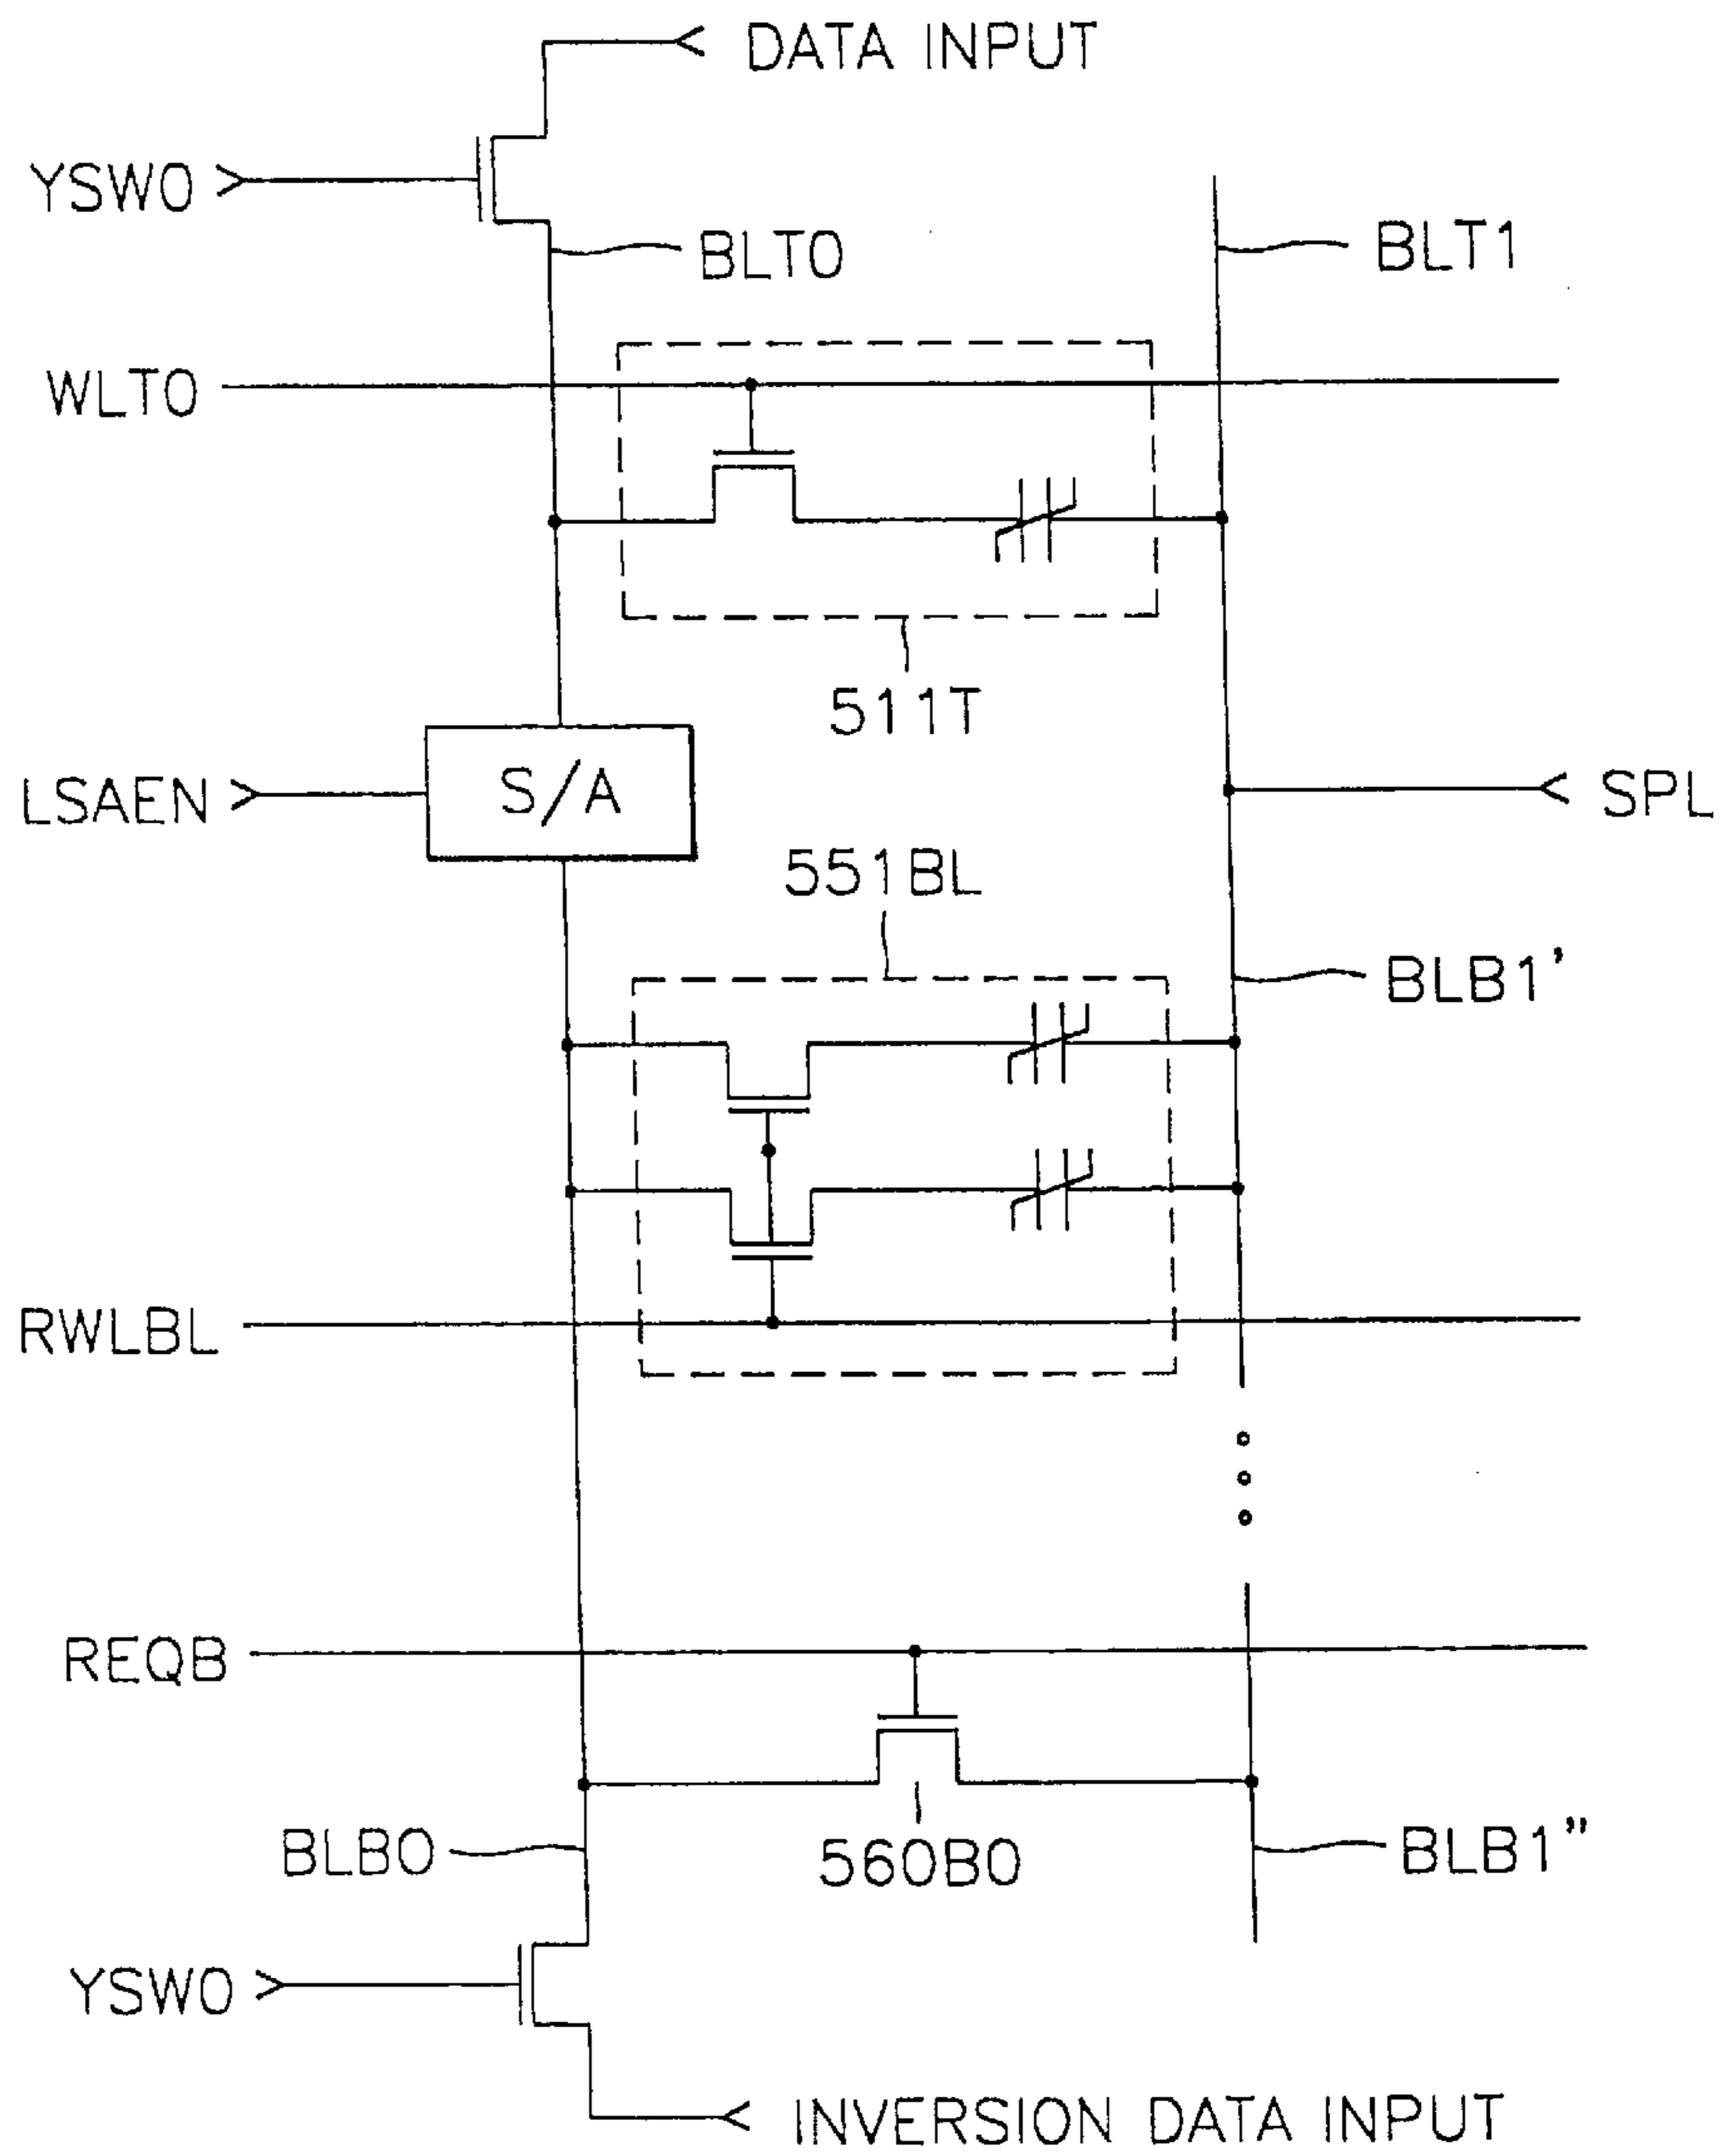 DATA INPUT
YSW0
BLT0
BLT1
WLT0
511T
LSAEN
S/A
SPL
551BL
BLB1'
RWLBL
REQB
BLB0
560B0
BLB1"
YSW0
INVERSION DATA INPUT